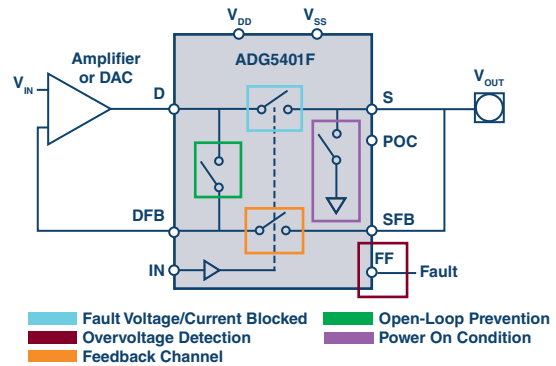 VDD VSS
Amplifier
or DAC
ADG5401F
VIN
D
S
VOUT
POC
DFB
SFB
IN
FF
Fault
Fault Voltage/Current Blocked
Open-Loop Prevention
Overvoltage Detection
Power On Condition
Feedback Channel